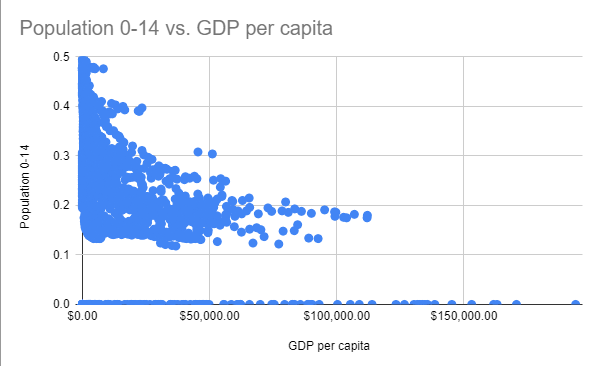 Population 0-14 vs. GDP per capita
0.5
0.4
0.3
0.2
0.1
0.0
Population 0-14
$0.00 $50,000.00 $100,000.00 $150,000.00
GDP per capita